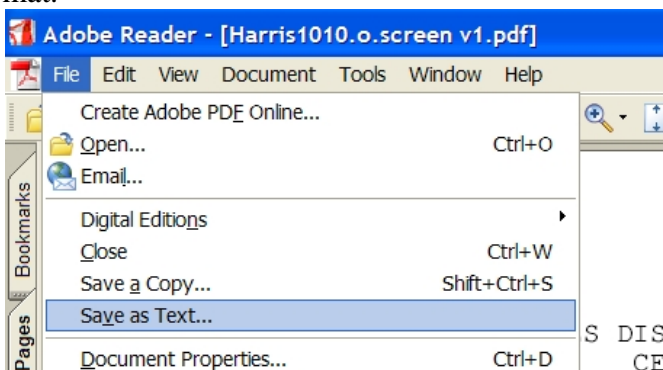 Adobe Reader - [Harris1010.o.screen v1.pdf]
File Edit View Document Tools Window Help
Create Adobe PDF Online...
Open... Ctrl+O
Email...
Digital Editions
Close Ctrl+W
Save a Copy... Shift+Ctrl+S
Save as Text...
Document Properties... Ctrl+D
Bookmarks
Pages
S DIS
CE